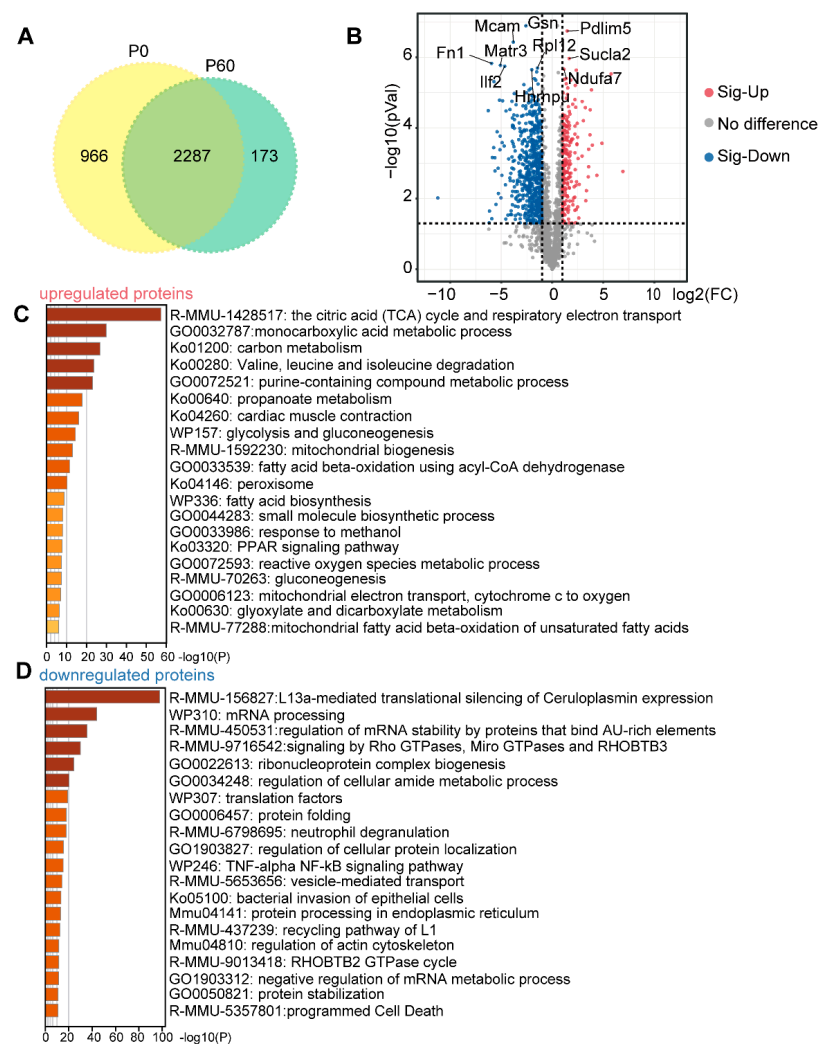 A
P0
P60
966
2287
173
B
Mcam
Gsn
Pdlim5
Fn1
Matr3
Rpl12
Sucla2
Ilf2
Ndufa7
Hnrnpu
−log10(pVal)
6
4
2
0
−10
−5
0
5
10
log2(FC)
Sig-Up
No difference
Sig-Down
C
upregulated proteins
R-MMU-1428517: the citric acid (TCA) cycle and respiratory electron transport
GO0032787:monocarboxylic acid metabolic process
Ko01200: carbon metabolism
Ko00280: Valine, leucine and isoleucine degradation
GO0072521: purine-containing compound metabolic process
Ko00640: propanoate metabolism
Ko04260: cardiac muscle contraction
WP157: glycolysis and gluconeogenesis
R-MMU-1592230: mitochondrial biogenesis
GO0033539: fatty acid beta-oxidation using acyl-CoA dehydrogenase
Ko04146: peroxisome
WP336: fatty acid biosynthesis
GO0044283: small molecule biosynthetic process
GO0033986: response to methanol
Ko03320: PPAR signaling pathway
GO0072593: reactive oxygen species metabolic process
R-MMU-70263: gluconeogenesis
GO0006123: mitochondrial electron transport, cytochrome c to oxygen
Ko00630: glyoxylate and dicarboxylate metabolism
R-MMU-77288:mitochondrial fatty acid beta-oxidation of unsaturated fatty acids
0 10 20 30 40 50 60 -log10(P)
D
downregulated proteins
R-MMU-156827:L13a-mediated translational silencing of Ceruloplasmin expression
WP310: mRNA processing
R-MMU-450531:regulation of mRNA stability by proteins that bind AU-rich elements
R-MMU-9716542:signaling by Rho GTPases, Miro GTPases and RHOBTB3
GO0022613: ribonucleoprotein complex biogenesis
GO0034248: regulation of cellular amide metabolic process
WP307: translation factors
GO0006457: protein folding
R-MMU-6798695: neutrophil degranulation
GO1903827: regulation of cellular protein localization
WP246: TNF-alpha NF-kB signaling pathway
R-MMU-5653656: vesicle-mediated transport
Ko05100: bacterial invasion of epithelial cells
Mmu04141: protein processing in endoplasmic reticulum
R-MMU-437239: recycling pathway of L1
Mmu04810: regulation of actin cytoskeleton
R-MMU-9013418: RHOBTB2 GTPase cycle
GO1903312: negative regulation of mRNA metabolic process
GO0050821: protein stabilization
R-MMU-5357801:programmed Cell Death
0 20 40 60 80 100 -log10(P)